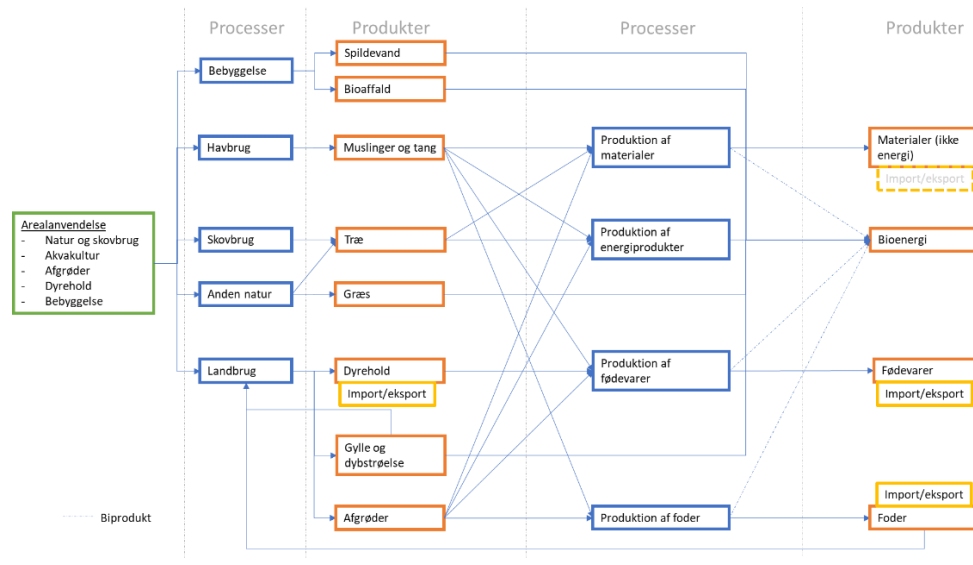 Processer
Produkter
Processer
Produkter
Spildevand
Bebyggelse
Bioaffald
Havbrug
Muslinger og tang
Produktion af
materialer
Materialer (ikke
energi)
Import/eksport
Arealanvendelse
- Natur og skovbrug
- Akvakultur
- Afgrøder
- Dyrehold
- Bebyggelse
Skovbrug
Træ
Produktion af
energiprodukter
Bioenergi
Anden natur
Græs
Landbrug
Dyrehold
Import/eksport
Produktion af
fødevarer
Fødevarer
Import/eksport
Gylle og
dybstrøelse
Import/eksport
Biprodukt
Afgrøder
Produktion af foder
Foder